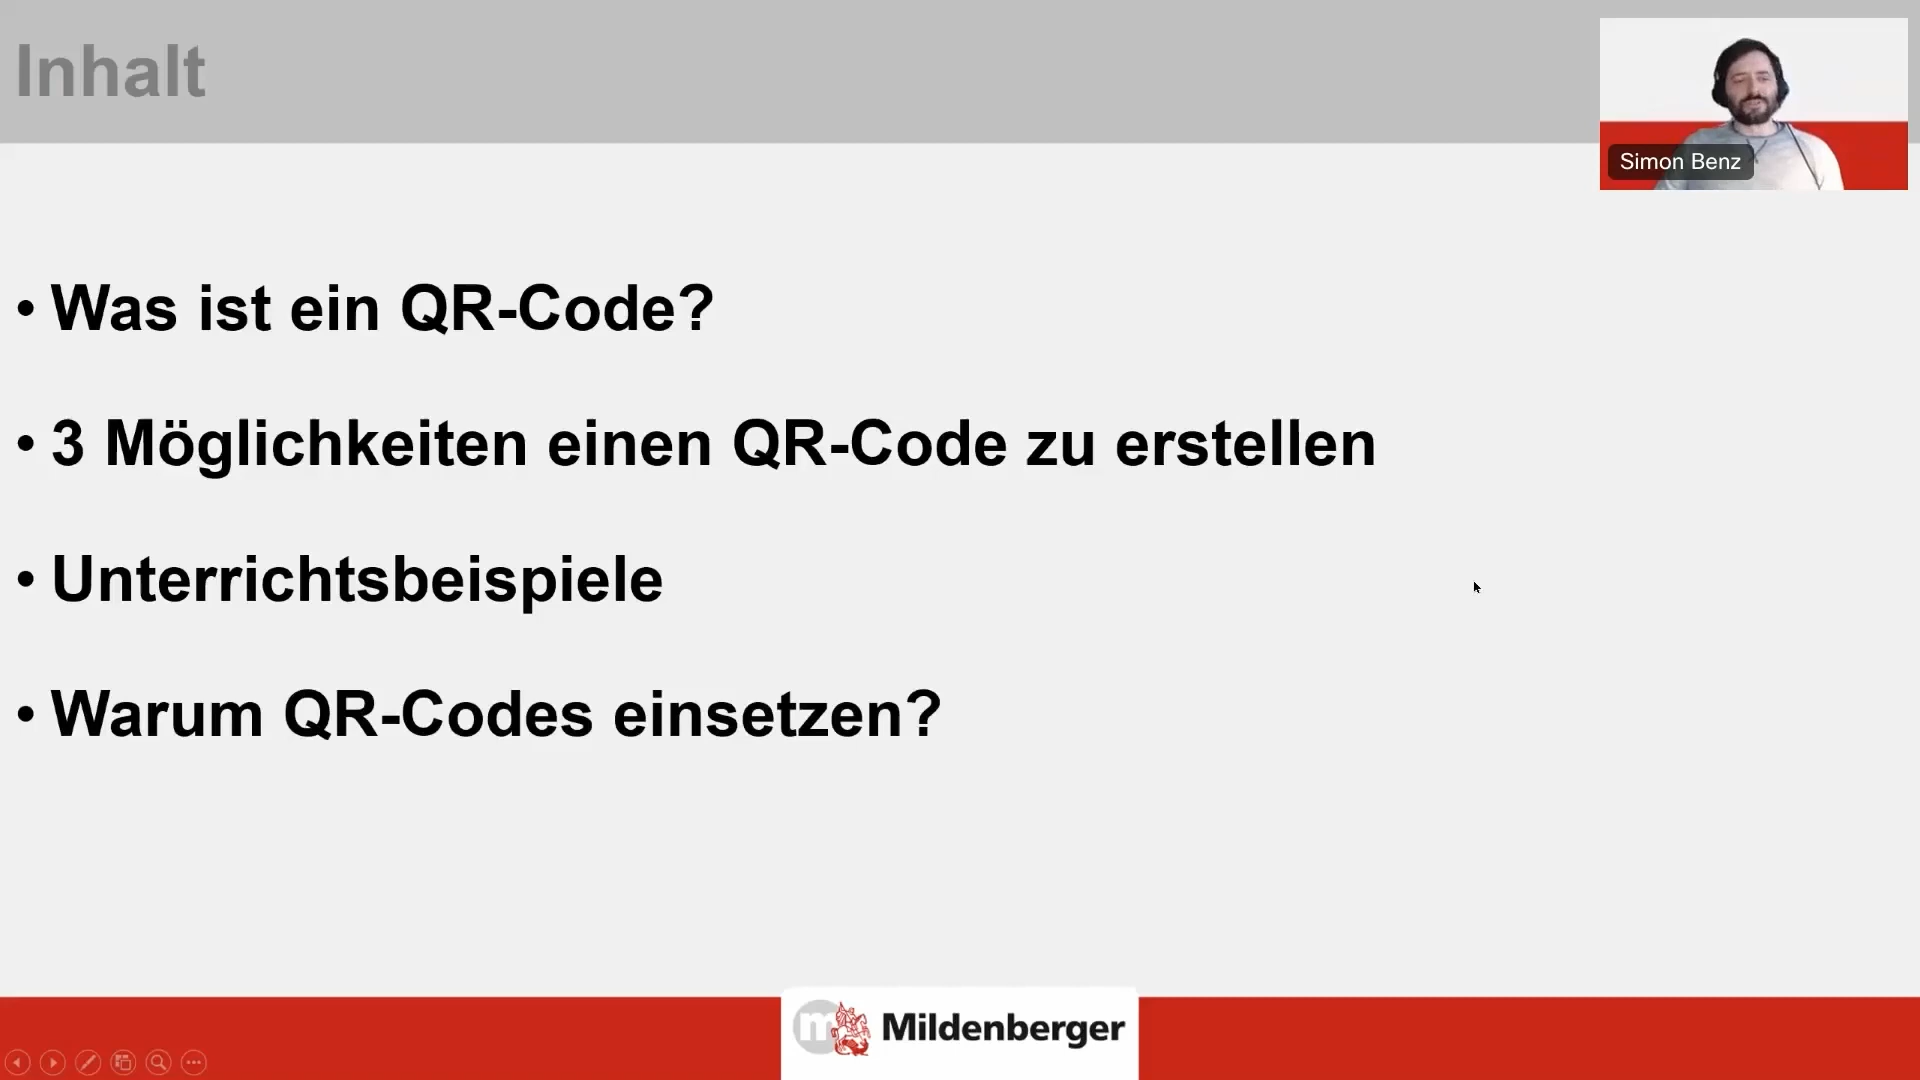 Inhalt
Simon Benz
• Was ist ein QR-Code?
• 3 Möglichkeiten einen QR-Code zu erstellen
• Unterrichtsbeispiele
• Warum QR-Codes einsetzen?
m Mildenberger